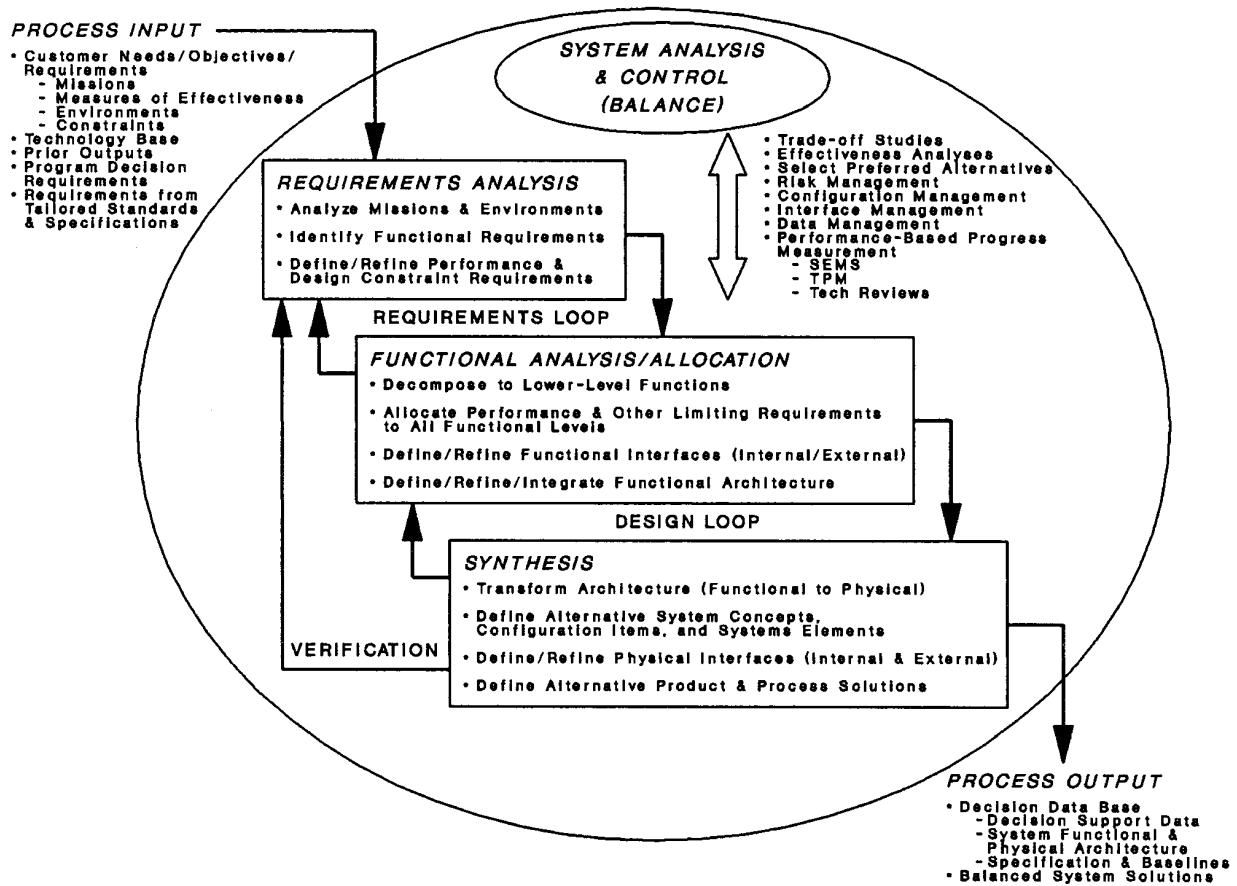 PROCESS INPUT
• Customer Needs/Objectives/
Requirements
- Missions
- Measures of Effectiveness
- Environments
- Constraints
• Technology Base
• Prior Outputs
• Program Decision
Requirements
• Requirements from
Tailored Standards
& Specifications
SYSTEM ANALYSIS
& CONTROL
(BALANCE)
• Trade-off Studies
• Effectiveness Analyses
• Select Preferred Alternatives
• Risk Management
• Configuration Management
• Interface Management
• Data Management
• Performance-Based Progress
Measurement
- SEMS
- TPM
- Tech Reviews
REQUIREMENTS ANALYSIS
• Analyze Missions & Environments
• Identify Functional Requirements
• Define/Refine Performance &
Design Constraint Requirements
REQUIREMENTS LOOP
FUNCTIONAL ANALYSIS/ALLOCATION
• Decompose to Lower-Level Functions
• Allocate Performance & Other Limiting Requirements
to All Functional Levels
• Define/Refine Functional Interfaces (Internal/External)
• Define/Refine/Integrate Functional Architecture
DESIGN LOOP
SYNTHESIS
• Transform Architecture (Functional to Physical)
• Define Alternative System Concepts,
Configuration Items, and Systems Elements
• Define/Refine Physical Interfaces (Internal & External)
• Define Alternative Product & Process Solutions
VERIFICATION
PROCESS OUTPUT
• Decision Data Base
-Decision Support Data
-System Functional &
Physical Architecture
-Specification & Baselines
• Balanced System Solutions